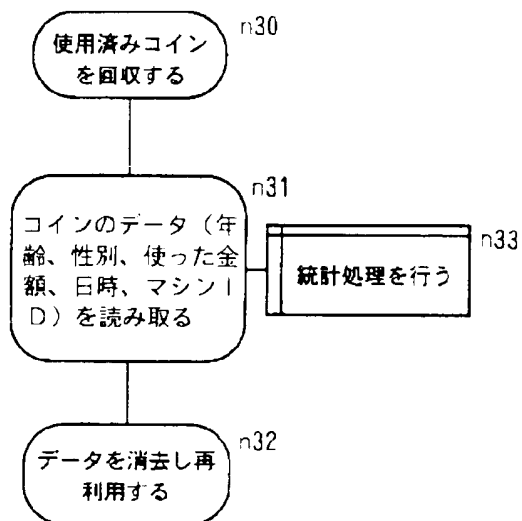 使用済みコイン
を回収する
n30
コインのデータ（年
齢、性別、使った金
額、日時、マシンI
D）を読み取る
n31
統計処理を行う
n33
データを消去し再
利用する
n32